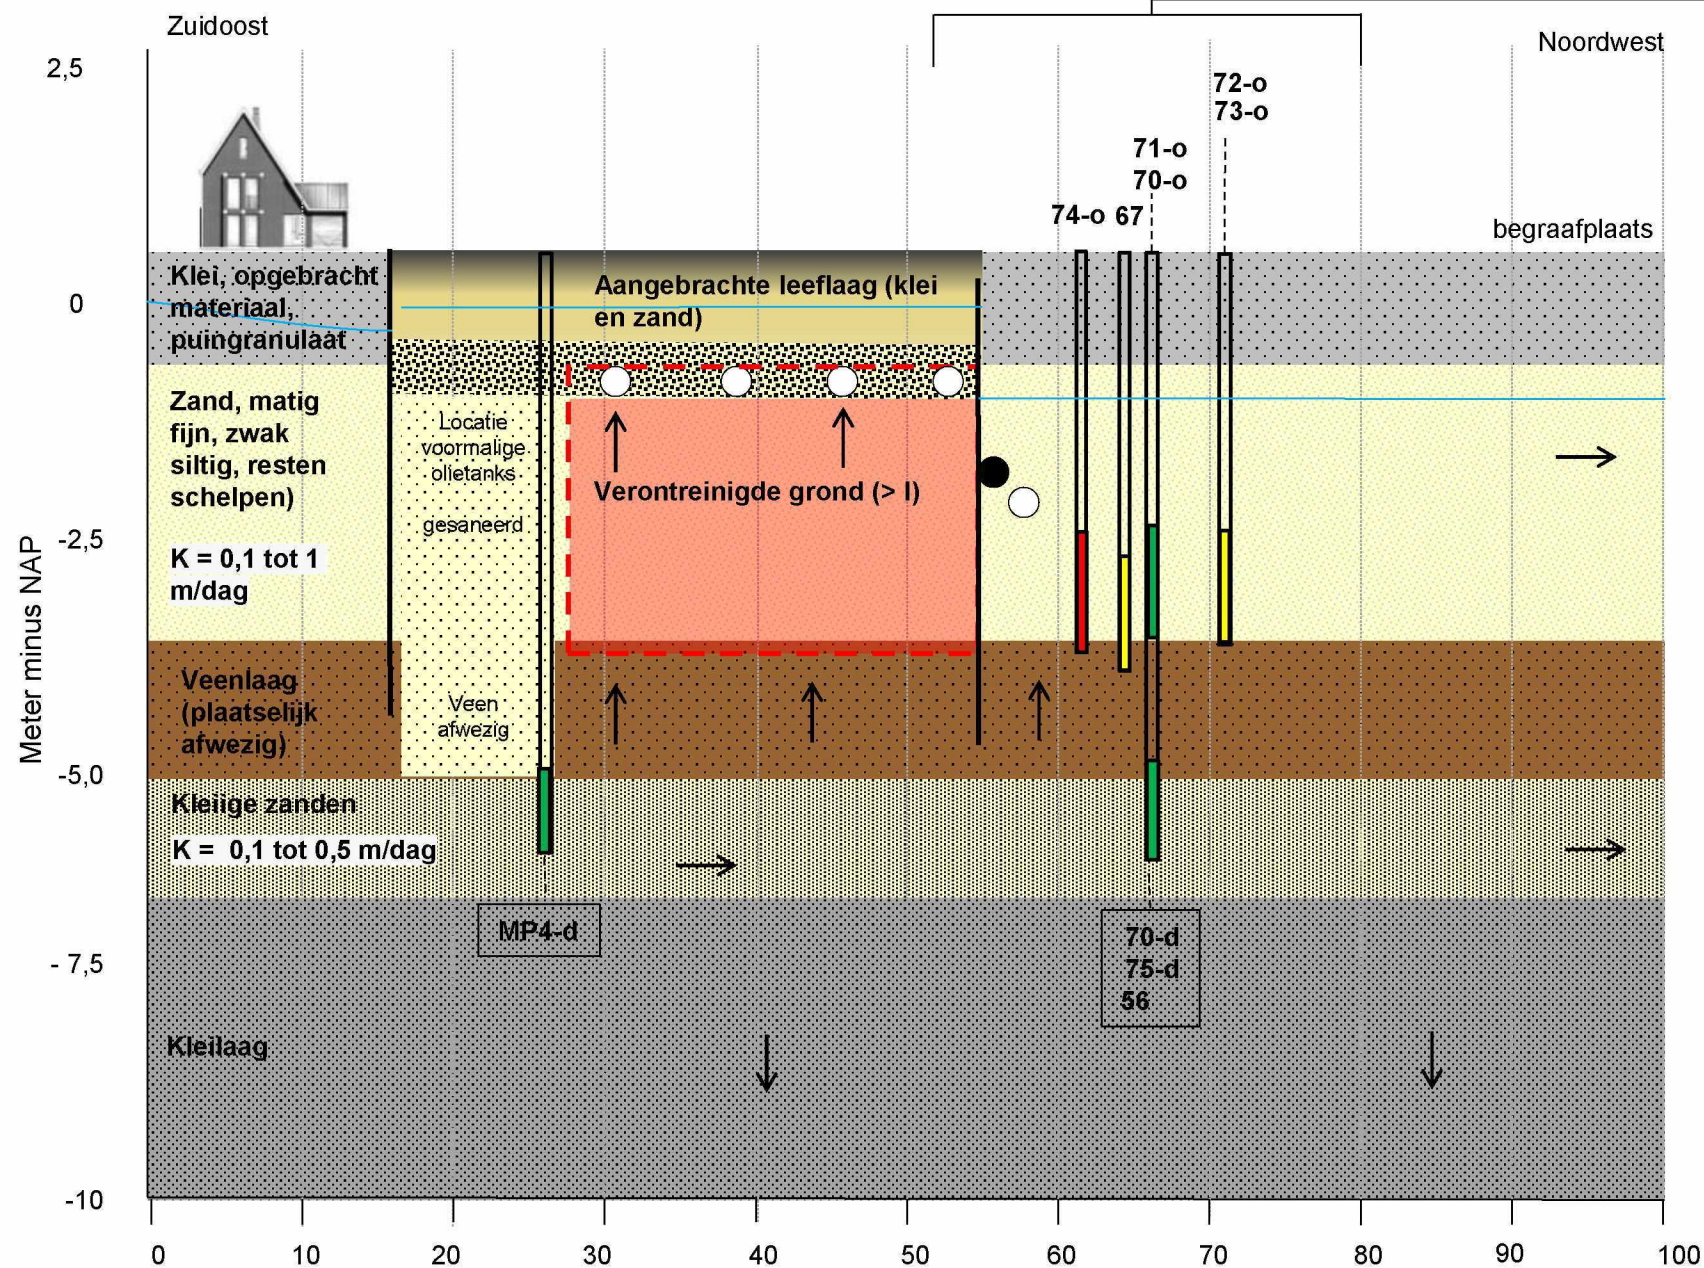 Zuidoost
Noordwest
2,5
72-o
73-o
71-o
70-o
74-o 67
begraafplaats
Klei, opgebracht
materiaal,
puingranulaat
Aangebrachte leeflaag (klei
en zand)
0
Zand, matig
fijn, zwak
siltig, resten
schelpen)
K = 0,1 tot 1
m/dag
Locatie
voormalige
olietanks
gesaneerd
Verontreinigde grond (> I)
-2,5
Meter minus NAP
Veenlaag
(plaatselijk
afwezig)
Veen
afwezig
-5,0
Kleiige zanden
K = 0,1 tot 0,5 m/dag
MP4-d
70-d
75-d
56
- 7,5
Kleilaag
-10
0 10 20 30 40 50 60 70 80 90 100